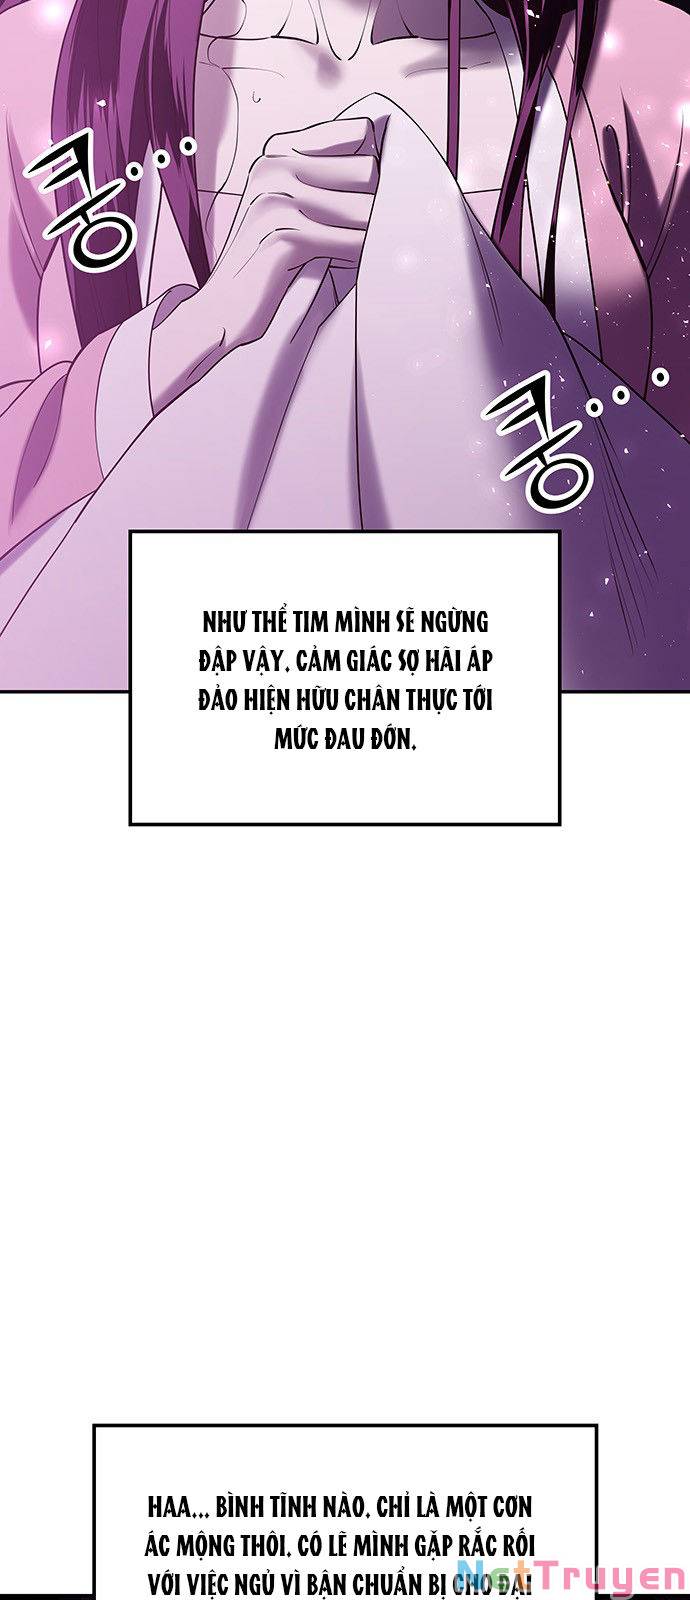 쿵...
쿵...
NHƯ THỂ TIM MÌNH SẼ NGỪNG
ĐẬP VẬY. CẢM GIÁC SỢ HÃI ÁP
ĐẢO HIỆN HỮU CHÂN THỰC TỚI
MỨC ĐAU ĐỚN.
HAA... BÌNH TĨNH NÀO. CHỈ LÀ MỘT CƠN
ÁC MỘNG THÔI. CÓ LẼ MÌNH GẶP RẮC RỐI
VỚI VIỆC NGỦ VÌ BẬN CHUẨN BỊ CHO ĐẠI
NetTruyen